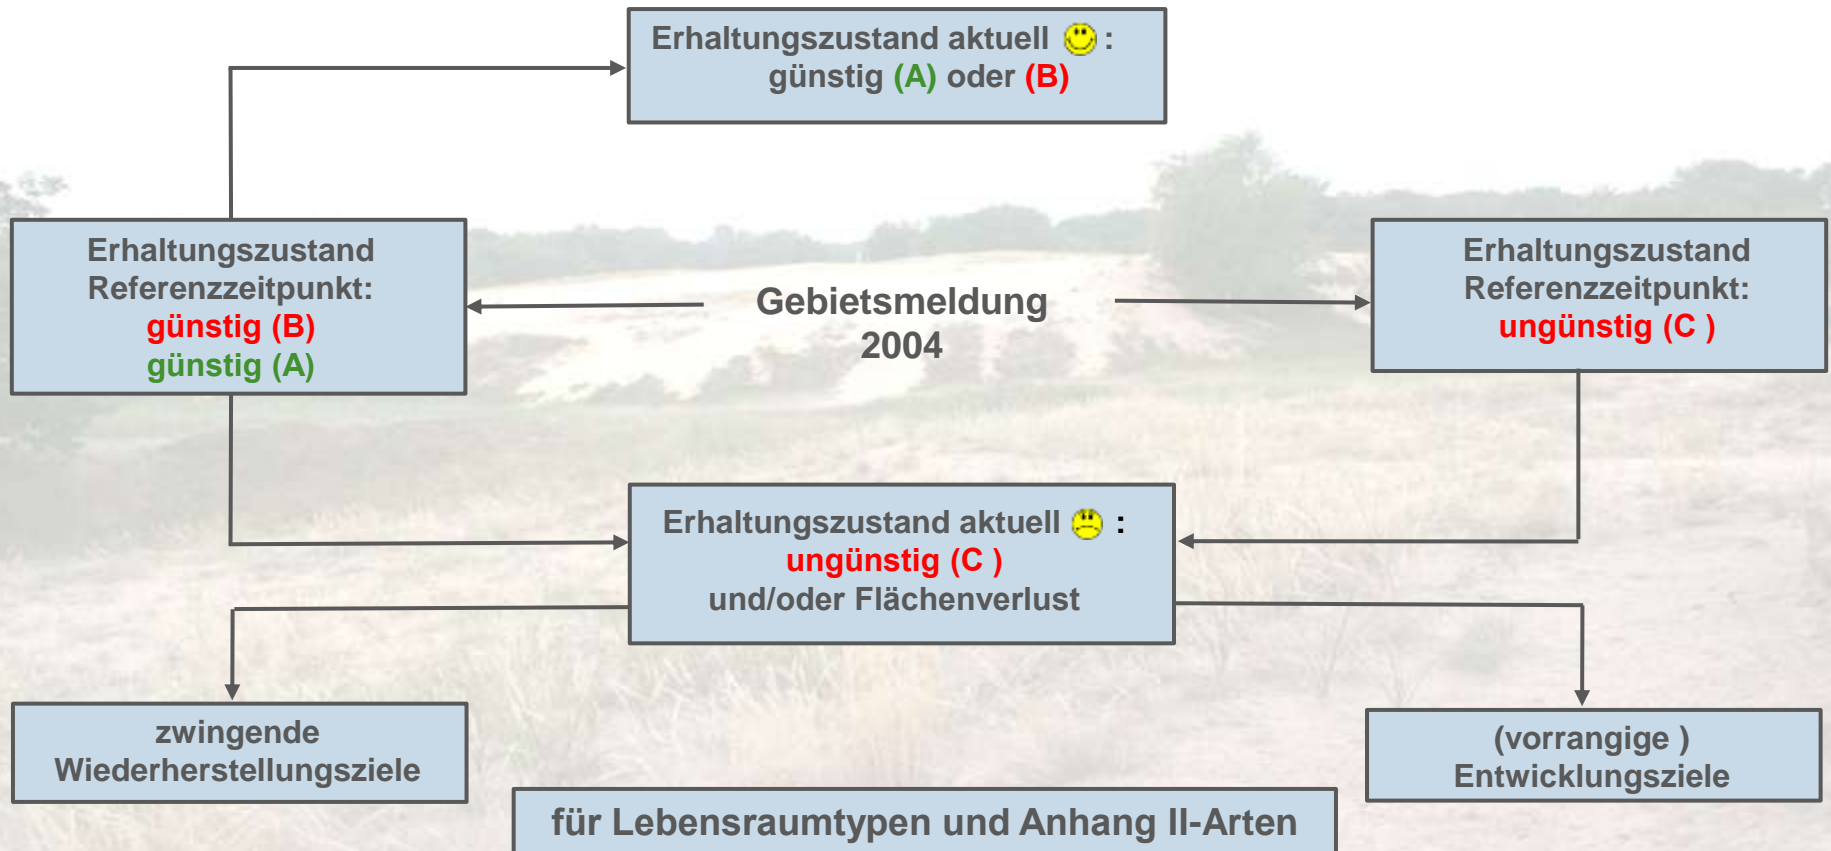 Erhaltungszustand aktuell :
günstig (A) oder (B)
Erhaltungszustand
Referenzzeitpunkt:
günstig (B)
günstig (A)
Gebietsmeldung
2004
Erhaltungszustand
Referenzzeitpunkt:
ungünstig (C )
Erhaltungszustand aktuell :
ungünstig (C )
und/oder Flächenverlust
zwingende
Wiederherstellungsziele
(vorrangige )
Entwicklungsziele
für Lebensraumtypen und Anhang II-Arten